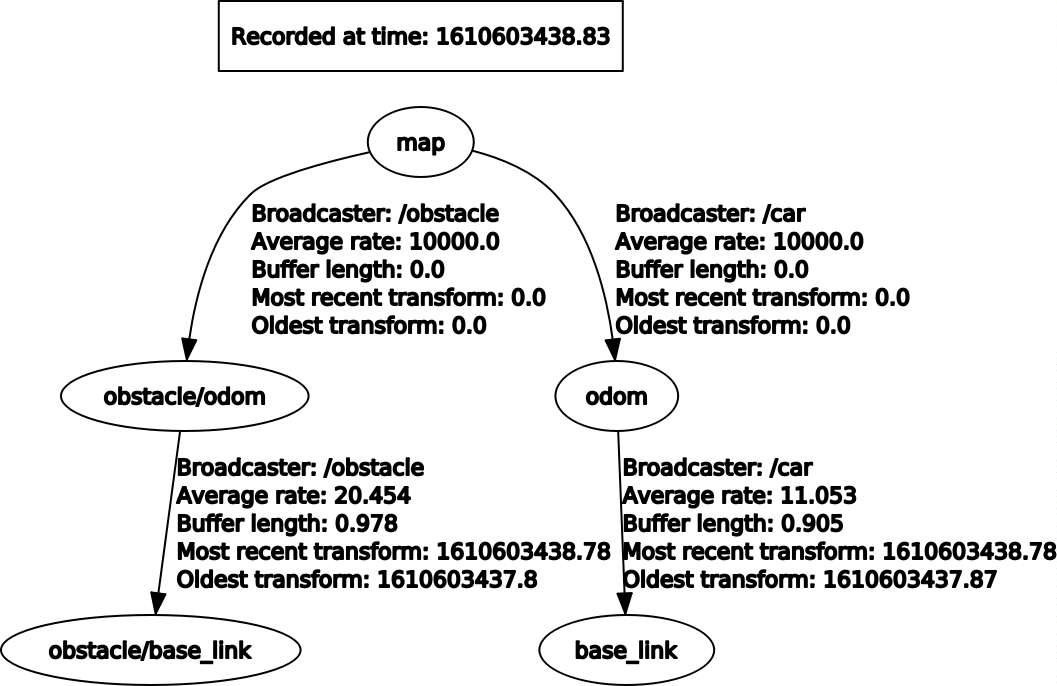 Recorded at time: 1610603438.83
map
Broadcaster: /obstacle
Average rate: 10000.0
Buffer length: 0.0
Most recent transform: 0.0
Oldest transform: 0.0
Broadcaster: /car
Average rate: 10000.0
Buffer length: 0.0
Most recent transform: 0.0
Oldest transform: 0.0
obstacle/odom
odom
Broadcaster: /obstacle
Average rate: 20.454
Buffer length: 0.978
Most recent transform: 1610603438.78
Oldest transform: 1610603437.8
Broadcaster: /car
Average rate: 11.053
Buffer length: 0.905
Most recent transform: 1610603438.78
Oldest transform: 1610603437.87
obstacle/base_link
base_link